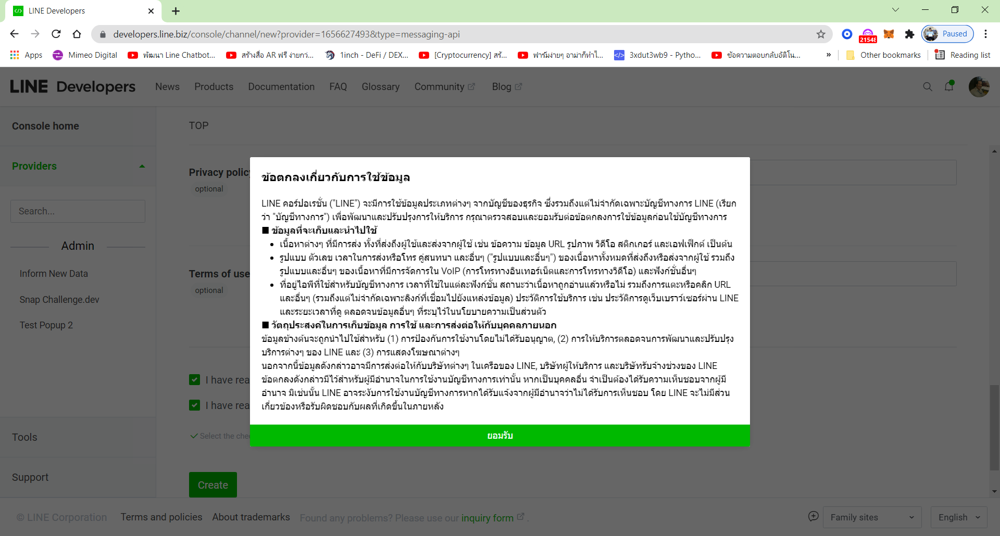 LINE Developers
developers.line.biz/console/channel/new?provider=1656627493&type=messaging-api
21548
Paused
Apps
Mimeo Digital
พัฒนา Line Chatbot...
สร้างสื่อ AR ฟรี ง่ายกว่...
1inch - DeFi / DEX...
[Cryptocurrency] สรั...
ฟาร์มง่ายๆ อาม่าก็ทำไ...
3xdut3wb9 - Pytho...
ข้อความตอบกลับอัติโน...
»
Other bookmarks
Reading list
LINE Developers
News
Products
Documentation
FAQ
Glossary
Community
Blog
Console home
Providers
Search...
Admin
Inform New Data
Snap Challenge.dev
Test Popup 2
Tools
Support
TOP
Privacy policy
optional
Terms of use
optional
I have rea
I have rea
Select the che
Create
ข้อตกลงเกี่ยวกับการใช้ข้อมูล
LINE คอร์ปอเรชั่น ("LINE") จะมีการใช้ข้อมูลประเภทต่างๆ จากบัญชีของธุรกิจ ซึ่งรวมถึงแต่ไม่จำกัดเฉพาะบัญชีทางการ LINE (เรียก
ว่า "บัญชีทางการ") เพื่อพัฒนาและปรับปรุงการให้บริการ กรุณาตรวจสอบและยอมรับต่อข้อตกลงการใช้ข้อมูลก่อนใช้บัญชีทางการ
■ ข้อมูลที่จะเก็บและนำไปใช้
• เนื้อหาต่างๆ ที่มีการส่ง ทั้งที่ส่งถึงผู้ใช้และส่งจากผู้ใช้ เช่น ข้อความ ข้อมูล URL รูปภาพ วิดีโอ สติกเกอร์ และเอฟเฟ็กต์ เป็นต้น
• รูปแบบ ตัวเลข เวลาในการส่งหรือโทร คู่สนทนา และอื่นๆ ("รูปแบบและอื่นๆ") ของเนื้อหาทั้งหมดที่ส่งถึงหรือส่งจากผู้ใช้ รวมถึง
รูปแบบและอื่นๆ ของเนื้อหาที่มีการจัดการใน VoIP (การโทรทางอินเทอร์เน็ตและการโทรทางวิดีโอ) และฟังก์ชั่นอื่นๆ
• ที่อยู่ไอพีที่ใช้สำหรับบัญชีทางการ เวลาที่ใช้ในแต่ละฟังก์ชั่น สถานะว่าเนื้อหาถูกอ่านแล้วหรือไม่ รวมถึงการแตะหรือคลิก URL
และอื่นๆ (รวมถึงแต่ไม่จำกัดเฉพาะลิงก์ที่เชื่อมไปยังแหล่งข้อมูล) ประวัติการใช้บริการ เช่น ประวัติการดูเว็บเบราว์เซอร์ผ่าน LINE
และระยะเวลาที่ดู ตลอดจนข้อมูลอื่นๆ ที่ระบุไว้ในนโยบายความเป็นส่วนตัว
■ วัตถุประสงค์ในการเก็บข้อมูล การใช้ และการส่งต่อให้กับบุคคลภายนอก
ข้อมูลข้างต้นจะถูกนำไปใช้สำหรับ (1) การป้องกันการใช้งานโดยไม่ได้รับอนุญาต, (2) การให้บริการตลอดจนการพัฒนาและปรับปรุง
บริการต่างๆ ของ LINE และ (3) การแสดงโฆษณาต่างๆ
นอกจากนี้ข้อมูลดังกล่าวอาจมีการส่งต่อให้กับบริษัทต่างๆ ในเครือของ LINE, บริษัทผู้ให้บริการ และบริษัทรับจ้างช่วงของ LINE
ข้อตกลงดังกล่าวมีไว้สำหรับผู้มีอำนาจในการใช้งานบัญชีทางการเท่านั้น หากเป็นบุคคลอื่น จำเป็นต้องได้รับความเห็นชอบจากผู้มี
อำนาจ มิเช่นนั้น LINE อาจระงับการใช้งานบัญชีทางการหากได้รับแจ้งจากผู้มีอำนาจว่าไม่ได้รับการเห็นชอบ โดย LINE จะไม่มีส่วน
เกี่ยวข้องหรือรับผิดชอบกับผลที่เกิดขึ้นในภายหลัง
ยอมรับ
© LINE Corporation
Terms and policies
About trademarks
Found any problems? Please use our inquiry form .
Family sites
English